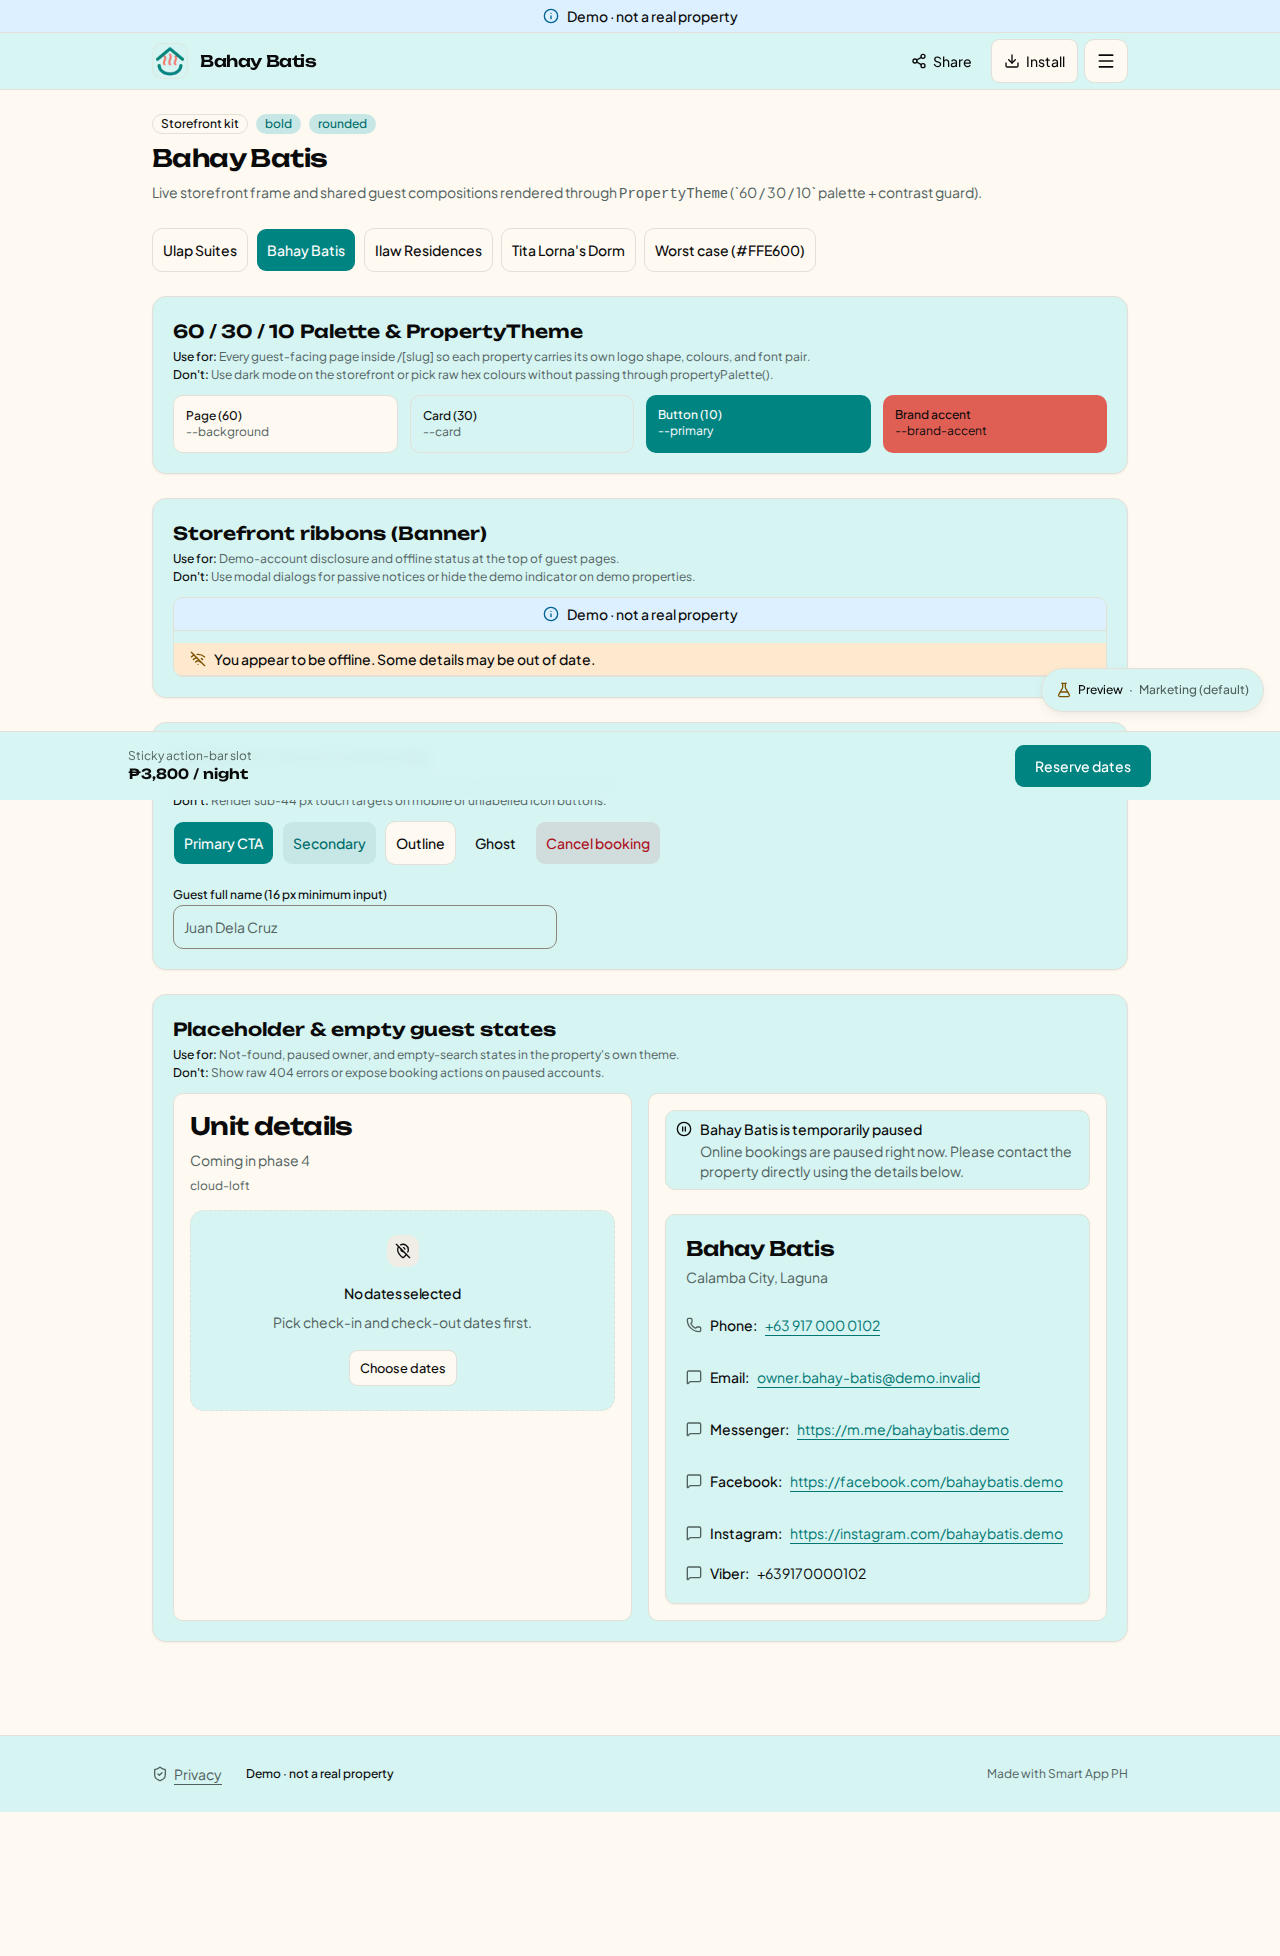 Demo · not a real property
Bahay Batis
Share
Install
Storefront kit
bold
rounded
Bahay Batis
Live storefront frame and shared guest compositions rendered through PropertyTheme (`60 / 30 / 10` palette + contrast guard).
Ulap Suites
Bahay Batis
Ilaw Residences
Tita Lorna's Dorm
Worst case (#FFE600)
60 / 30 / 10 Palette & PropertyTheme
Use for: Every guest-facing page inside /[slug] so each property carries its own logo shape, colours, and font pair.
Don't: Use dark mode on the storefront or pick raw hex colours without passing through propertyPalette().
Page (60)
--background
Card (30)
--card
Button (10)
--primary
Brand accent
--brand-accent
Storefront ribbons (Banner)
Use for: Demo-account disclosure and offline status at the top of guest pages.
Don't: Use modal dialogs for passive notices or hide the demo indicator on demo properties.
Demo · not a real property
You appear to be offline. Some details may be out of date.
Preview · Marketing (default)
Sticky action-bar slot
₱3,800 / night
Reserve dates
Don't: Render sub-44 px touch targets on mobile or unlabelled icon buttons.
Primary CTA
Secondary
Outline
Ghost
Cancel booking
Guest full name (16 px minimum input)
Juan Dela Cruz
Placeholder & empty guest states
Use for: Not-found, paused owner, and empty-search states in the property's own theme.
Don't: Show raw 404 errors or expose booking actions on paused accounts.
Unit details
Coming in phase 4
cloud-loft
No dates selected
Pick check-in and check-out dates first.
Choose dates
Bahay Batis is temporarily paused
Online bookings are paused right now. Please contact the
property directly using the details below.
Bahay Batis
Calamba City, Laguna
Phone: +63 917 000 0102
Email: owner.bahay-batis@demo.invalid
Messenger: https://m.me/bahaybatis.demo
Facebook: https://facebook.com/bahaybatis.demo
Instagram: https://instagram.com/bahaybatis.demo
Viber: +639170000102
Privacy
Demo · not a real property
Made with Smart App PH